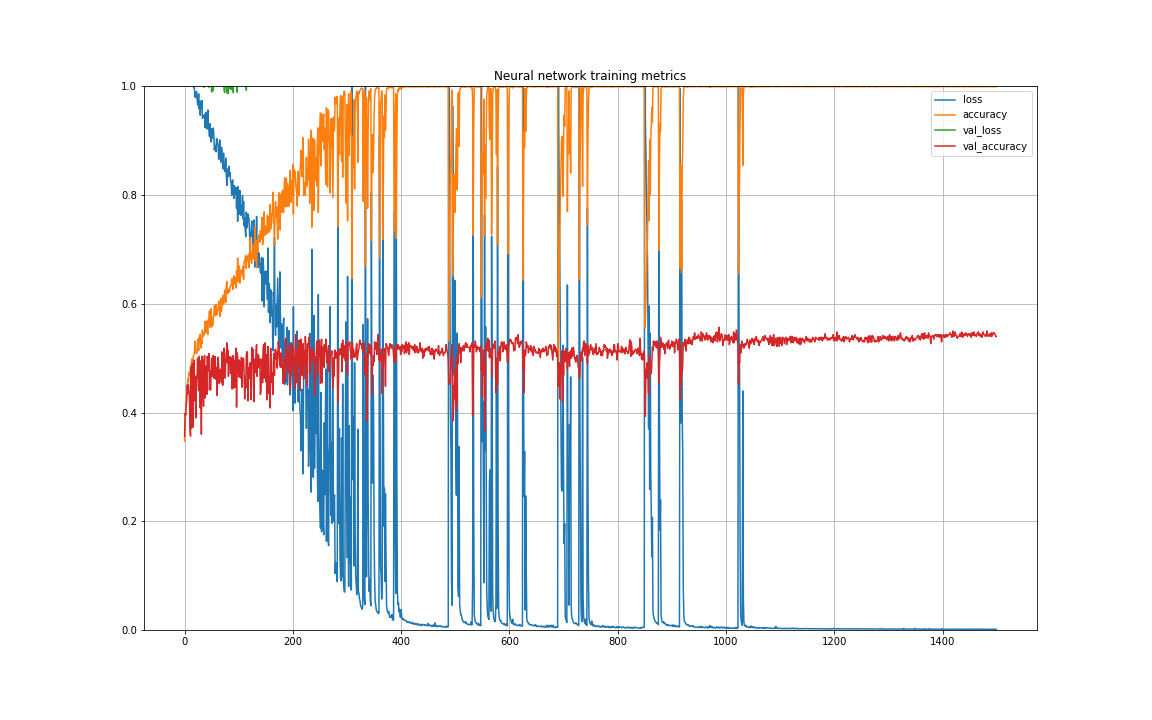 Neural network training metrics
1.0
0.8
0.6
0.4
0.2
0.0
loss
accuracy
val_loss
val_accuracy
0 200 400 600 800 1000 1200 1400